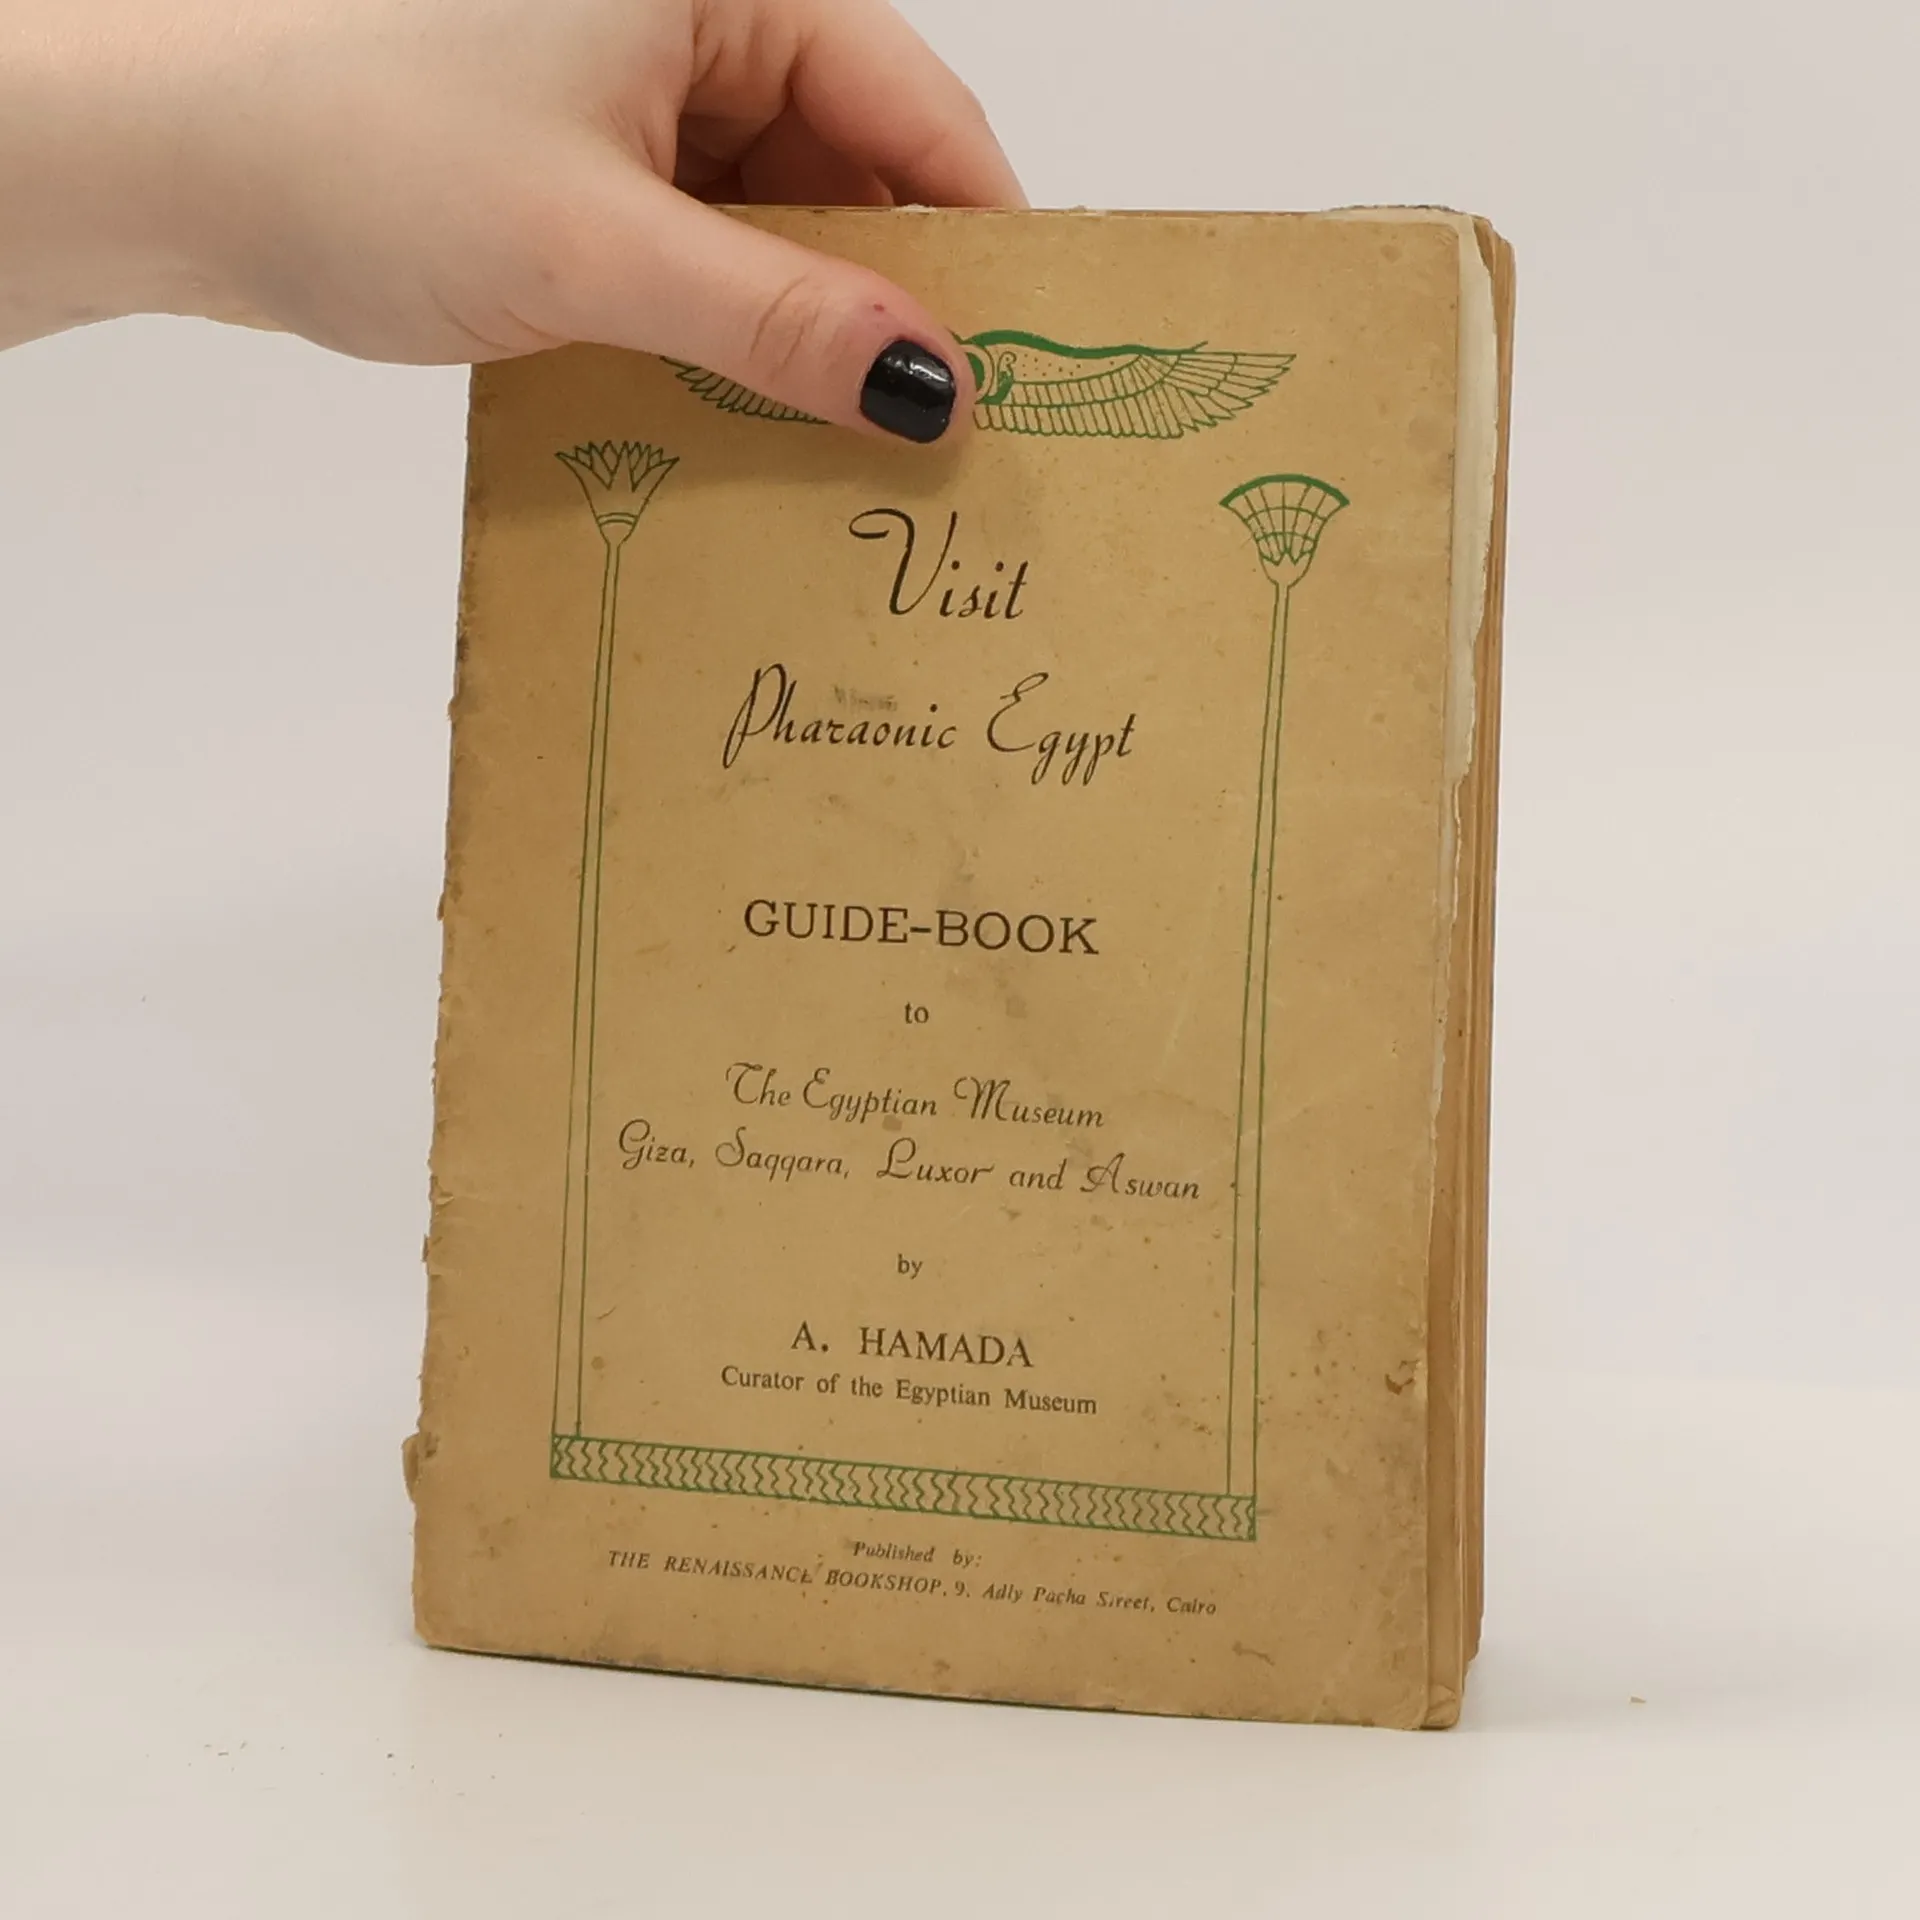 Visit
Pharaonic Egypt
GUIDE-BOOK
to
The Egyptian Museum
Giza, Saqqara, Luxor and Aswan
by
A. HAMADA
Curator of the Egyptian Museum
Published by:
THE RENAISSANCE BOOKSHOP, 9, Adly Pacha Street, Cairo